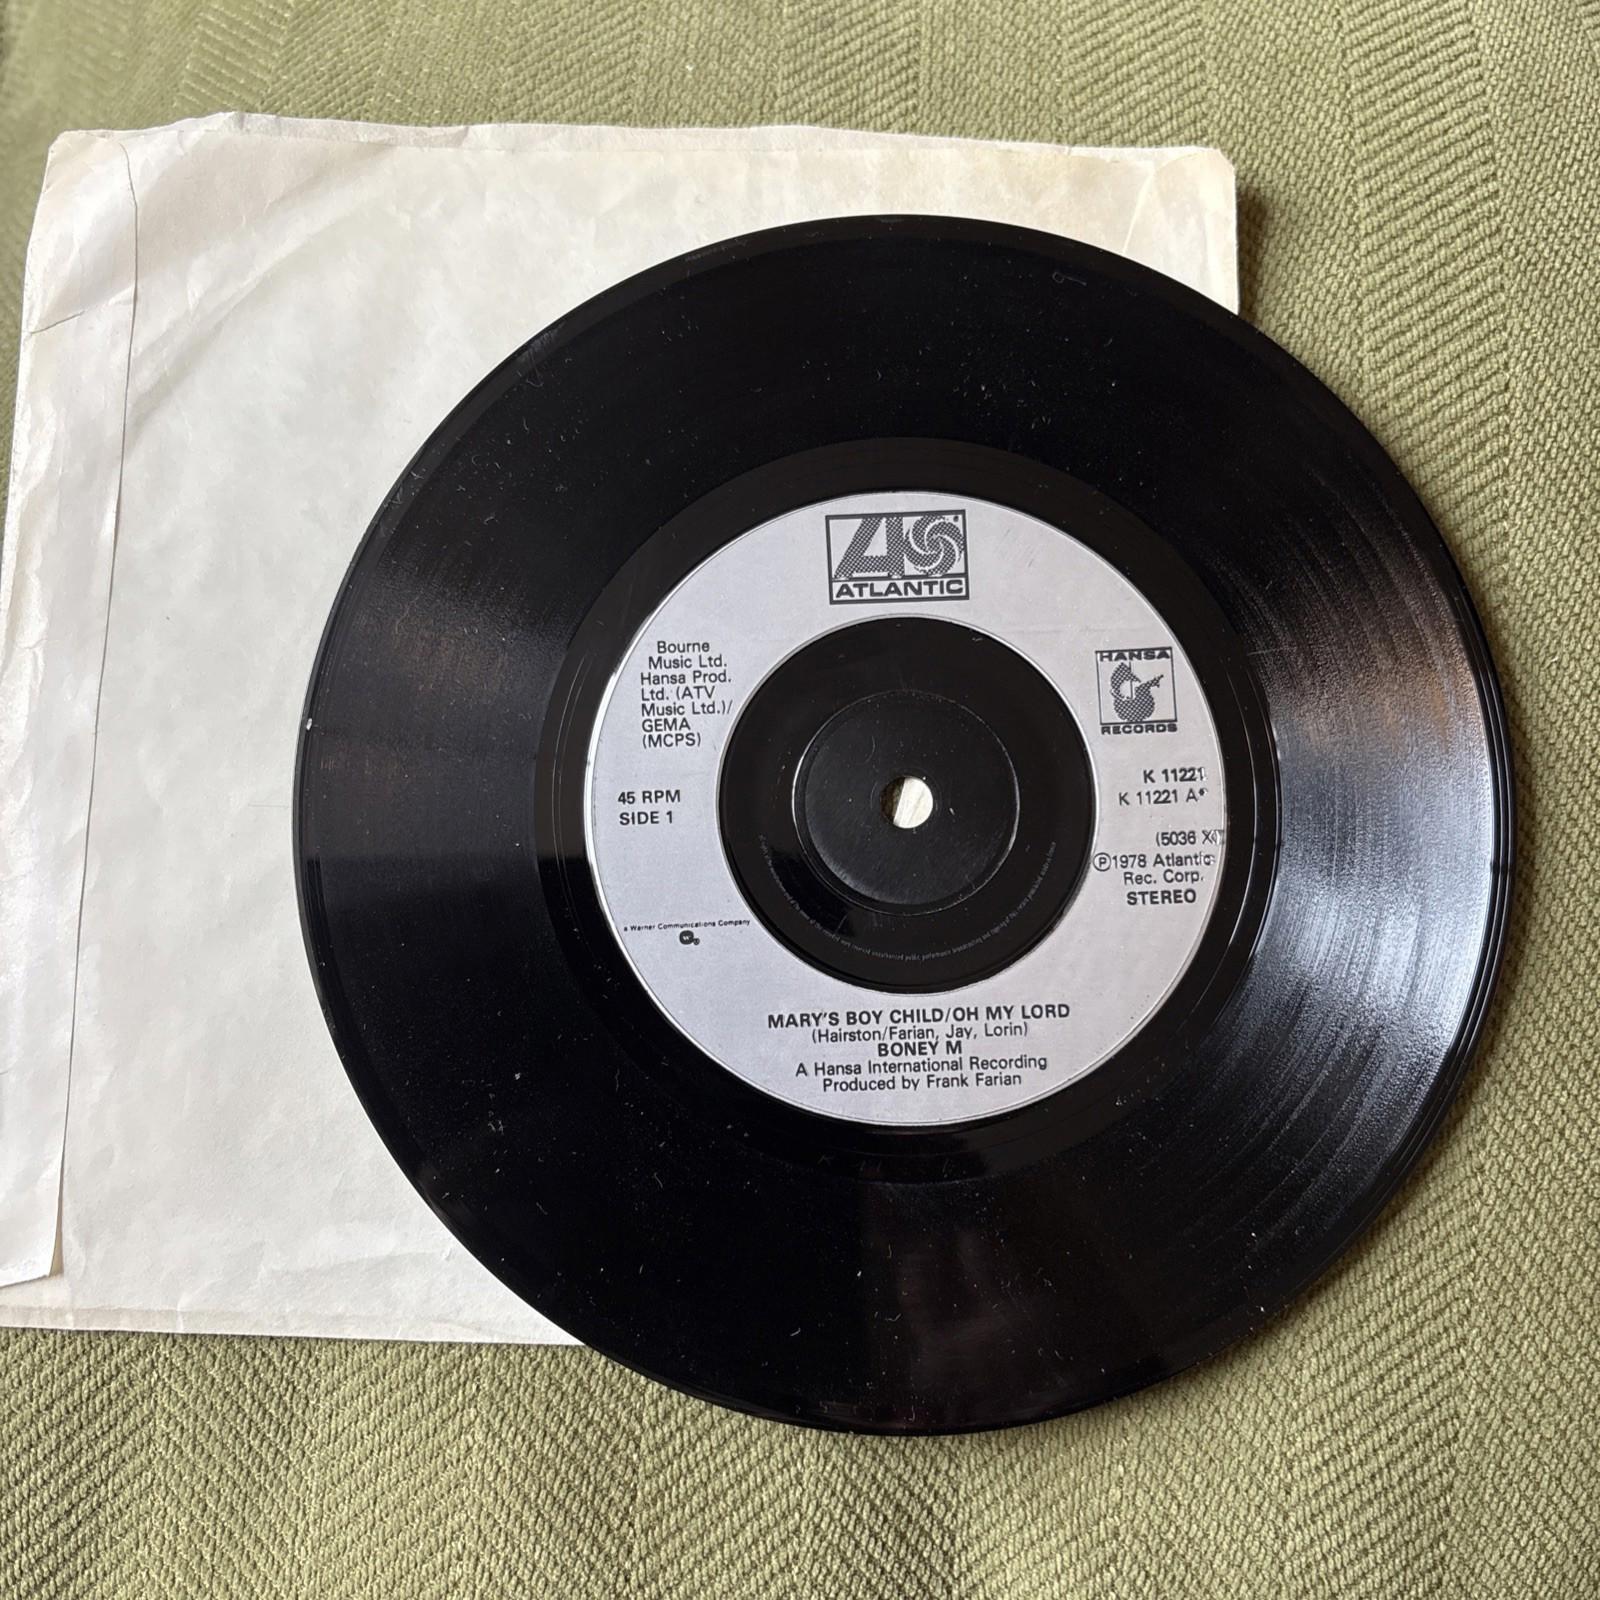 ATLANTIC
Bourne
Music Ltd.
Hansa Prod.
Ltd. (ATV
Music Ltd.)/
GEMA
(MCPS)
45 RPM
SIDE 1
HANSA
RECORDS
K 11221
K 11221 A
(5036 X)
℗1978 Atlantic
Rec. Corp.
STEREO
a Warner Communications Company
MARY'S BOY CHILD/OH MY LORD
(Hairston/Farian, Jay, Lorin)
BONEY M
A Hansa International Recording
Produced by Frank Farian